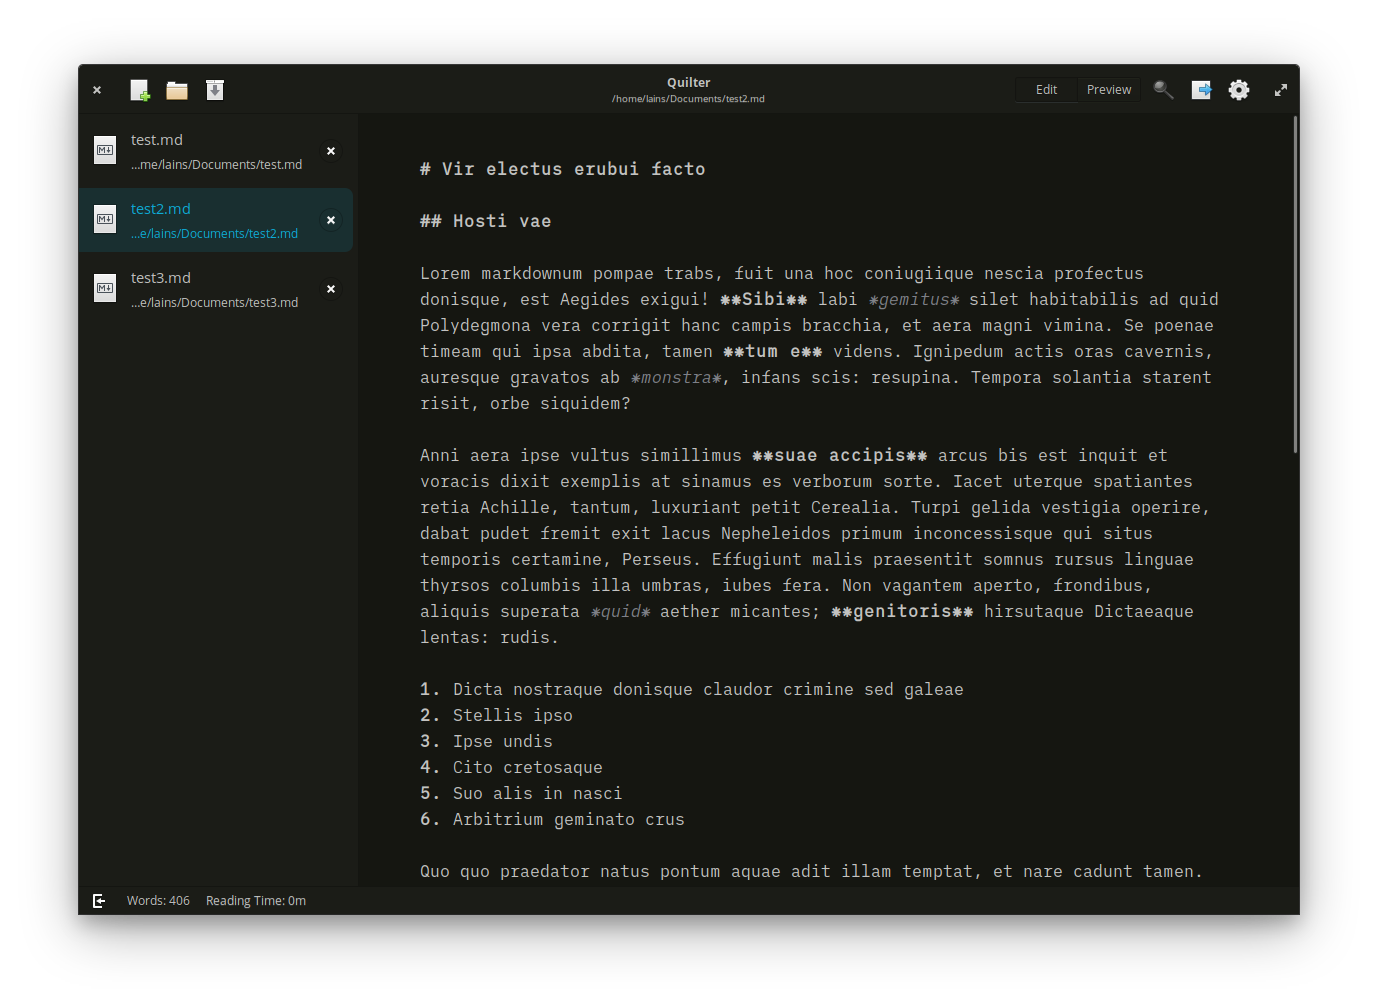 Quilter
/home/lains/Documents/test2.md
Edit Preview
test.md
...me/lains/Documents/test.md
test2.md
...e/lains/Documents/test2.md
test3.md
...e/lains/Documents/test3.md
# Vir electus erubui facto
## Hosti vae
Lorem markdownum pompae trabs, fuit una hoc coniugiique nescia profectus
donisque, est Aegides exigui! **Sibi** labi *gemitus* silet habitabilis ad quid
Polydegmona vera corrigit hanc campis bracchia, et aera magni vimina. Se poenae
timeam qui ipsa abdita, tamen **tum e** videns. Ignipedum actis oras cavernis,
auresque gravatos ab *monstra*, infans scis: resupina. Tempora solantia starent
risit, orbe siquidem?
Anni aera ipse vultus simillimus **suae accipis** arcus bis est inquit et
voracis dixit exemplis at sinamus es verborum sorte. Iacet uterque spatiantes
retia Achille, tantum, luxuriant petit Cerealia. Turpi gelida vestigia operire,
dabat pudet fremit exit lacus Nepheleidos primum inconcessisque qui situs
temporis certamine, Perseus. Effugiunt malis praesentit somnus rursus linguae
thyrsos columbis illa umbras, iubes fera. Non vagantem aperto, frondibus,
aliquis superata *quid* aether micantes; **genitoris** hirsutaque Dictaeaque
lentas: rudis.
1. Dicta nostraque donisque claudor crimine sed galeae
2. Stellis ipso
3. Ipse undis
4. Cito cretosaque
5. Suo alis in nasci
6. Arbitrium geminato crus
Quo quo praedator natus pontum aquae adit illam temptat, et nare cadunt tamen.
Words: 406 Reading Time: 0m